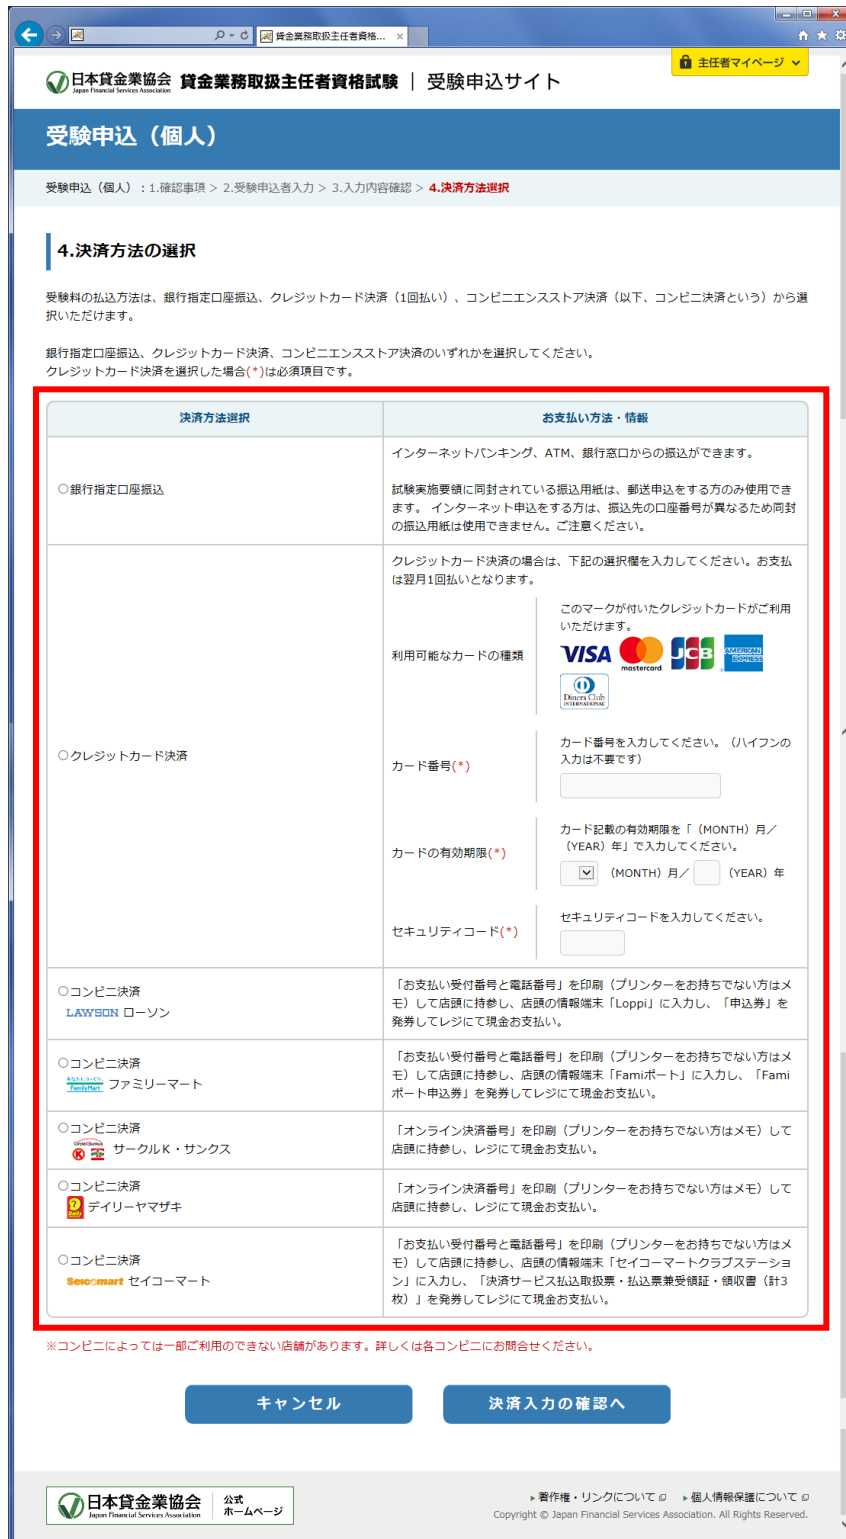 貸金業務取扱主任者資格...
主任者マイページ
日本貸金業協会 貸金業務取扱主任者資格試験 | 受験申込サイト
Japan Financial Services Association
受験申込（個人）
受験申込（個人）：1.確認事項 > 2.受験申込者入力 > 3.入力内容確認 > 4.決済方法選択
4.決済方法の選択
受験料の払込方法は、銀行指定口座振込、クレジットカード決済（1回払い）、コンビニエンスストア決済（以下、コンビニ決済という）から選
択いただけます。
銀行指定口座振込、クレジットカード決済、コンビニエンスストア決済のいずれかを選択してください。
クレジットカード決済を選択した場合(*)は必須項目です。
決済方法選択
お支払い方法・情報
銀行指定口座振込
インターネットバンキング、ATM、銀行窓口からの振込ができます。
試験実施要領に同封されている振込用紙は、郵送申込をする方のみ使用でき
ます。 インターネット申込をする方は、振込先の口座番号が異なるため同封
の振込用紙は使用できません。ご注意ください。
クレジットカード決済
クレジットカード決済の場合は、下記の選択欄を入力してください。お支払
は翌月1回払いとなります。
利用可能なカードの種類
このマークが付いたクレジットカードがご利用
いただけます。
VISA mastercard JCB AMERICAN EXPRESS
Diners Club INTERNATIONAL
カード番号(*)
カード番号を入力してください。（ハイフンの
入力は不要です）
カードの有効期限(*)
カード記載の有効期限を「（MONTH）月／
（YEAR）年」で入力してください。
（MONTH）月／ （YEAR）年
セキュリティコード(*)
セキュリティコードを入力してください。
コンビニ決済
LAWSON ローソン
「お支払い受付番号と電話番号」を印刷（プリンターをお持ちでない方はメ
モ）して店頭に持参し、店頭の情報端末「Loppi」に入力し、「申込券」を
発券してレジにて現金お支払い。
コンビニ決済
FamilyMart ファミリーマート
「お支払い受付番号と電話番号」を印刷（プリンターをお持ちでない方はメ
モ）して店頭に持参し、店頭の情報端末「Famiポート」に入力し、「Fami
ポート申込券」を発券してレジにて現金お支払い。
コンビニ決済
サークルＫ・サンクス
「オンライン決済番号」を印刷（プリンターをお持ちでない方はメモ）して
店頭に持参し、レジにて現金お支払い。
コンビニ決済
Daily デイリーヤマザキ
「オンライン決済番号」を印刷（プリンターをお持ちでない方はメモ）して
店頭に持参し、レジにて現金お支払い。
コンビニ決済
Seicomart セイコーマート
「お支払い受付番号と電話番号」を印刷（プリンターをお持ちでない方はメ
モ）して店頭に持参し、店頭の情報端末「セイコーマートクラブステーショ
ン」に入力し、「決済サービス払込取扱票・払込票兼受領証・領収書（計3
枚）」を発券してレジにて現金お支払い。
※コンビニによっては一部ご利用のできない店舗があります。詳しくは各コンビニにお問合せください。
キャンセル
決済入力の確認へ
日本貸金業協会
Japan Financial Services Association
公式
ホームページ
著作権・リンクについて
個人情報保護について
Copyright © Japan Financial Services Association. All Rights Reserved.